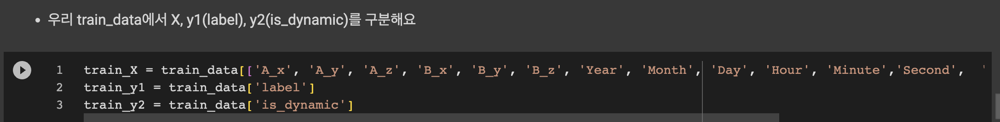 • 우리 train_data에서 X, y1(label), y2(is_dynamic)를 구분해요
1 train_X = train_data[['A_x', 'A_y', 'A_z', 'B_x', 'B_y', 'B_z', 'Year', 'Month', 'Day', 'Hour', 'Minute','Second', '
2 train_y1 = train_data['label']
3 train_y2 = train_data['is_dynamic']